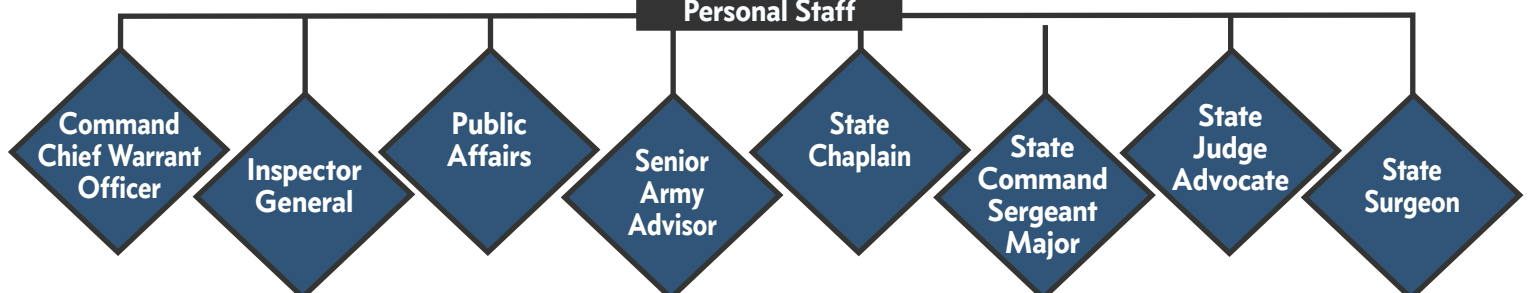 Personal Staff
Command
Chief Warrant
Officer
Inspector
General
Public
Affairs
Senior
Army
Advisor
State
Chaplain
State
Command
Sergeant
Major
State
Judge
Advocate
State
Surgeon